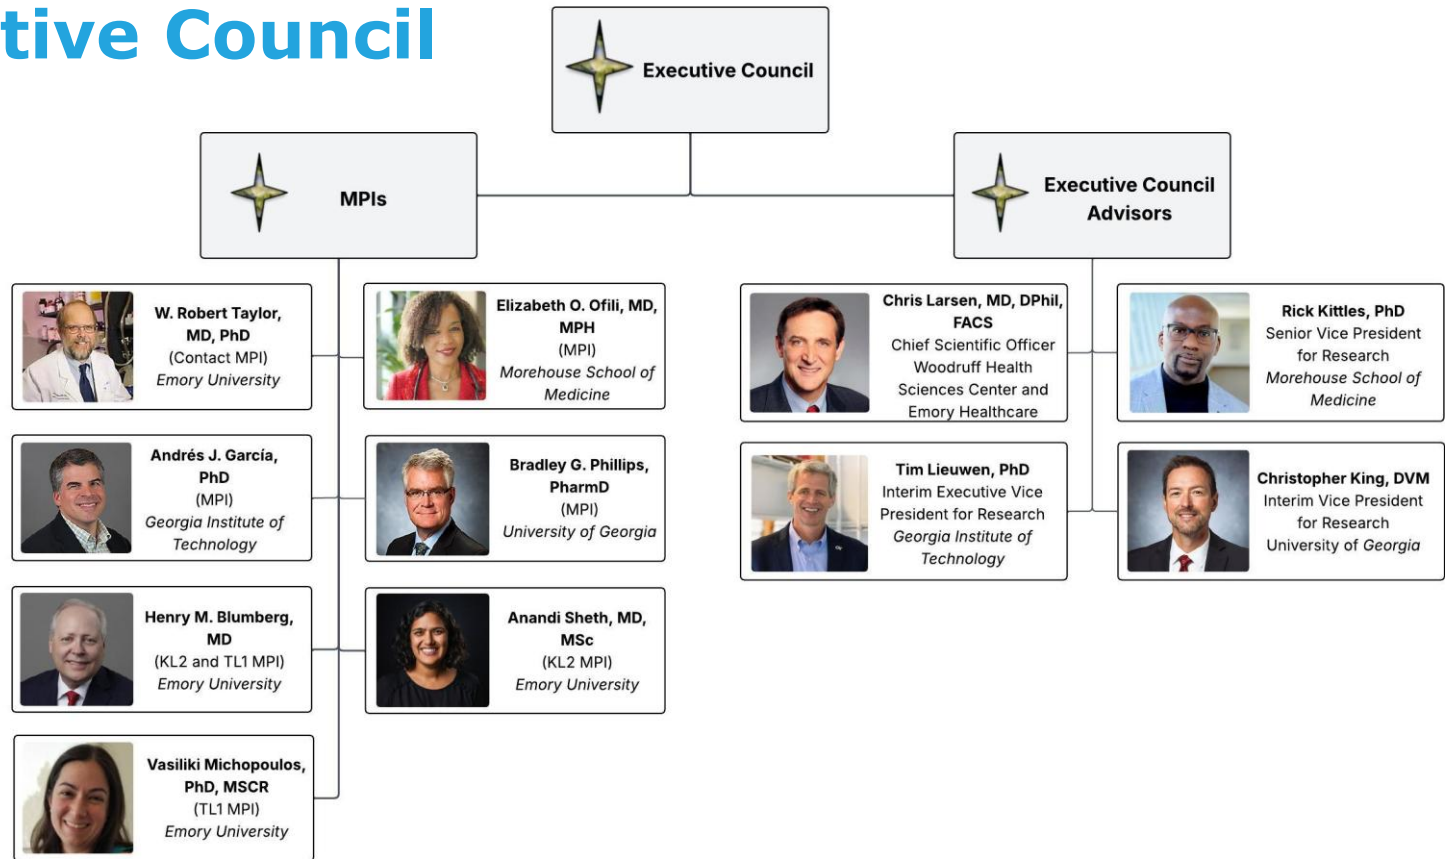 tive Council
Executive Council
MPIs
Executive Council
Advisors
W. Robert Taylor,
MD, PhD
(Contact MPI)
Emory University
Elizabeth O. Ofili, MD,
MPH
(MPI)
Morehouse School of
Medicine
Chris Larsen, MD, DPhil,
FACS
Chief Scientific Officer
Woodruff Health
Sciences Center and
Emory Healthcare
Rick Kittles, PhD
Senior Vice President
for Research
Morehouse School of
Medicine
Andrés J. García,
PhD
(MPI)
Georgia Institute of
Technology
Bradley G. Phillips,
PharmD
(MPI)
University of Georgia
Tim Lieuwen, PhD
Interim Executive Vice
President for Research
Georgia Institute of
Technology
Christopher King, DVM
Interim Vice President
for Research
University of Georgia
Henry M. Blumberg,
MD
(KL2 and TL1 MPI)
Emory University
Anandi Sheth, MD,
MSc
(KL2 MPI)
Emory University
Vasiliki Michopoulos,
PhD, MSCR
(TL1 MPI)
Emory University